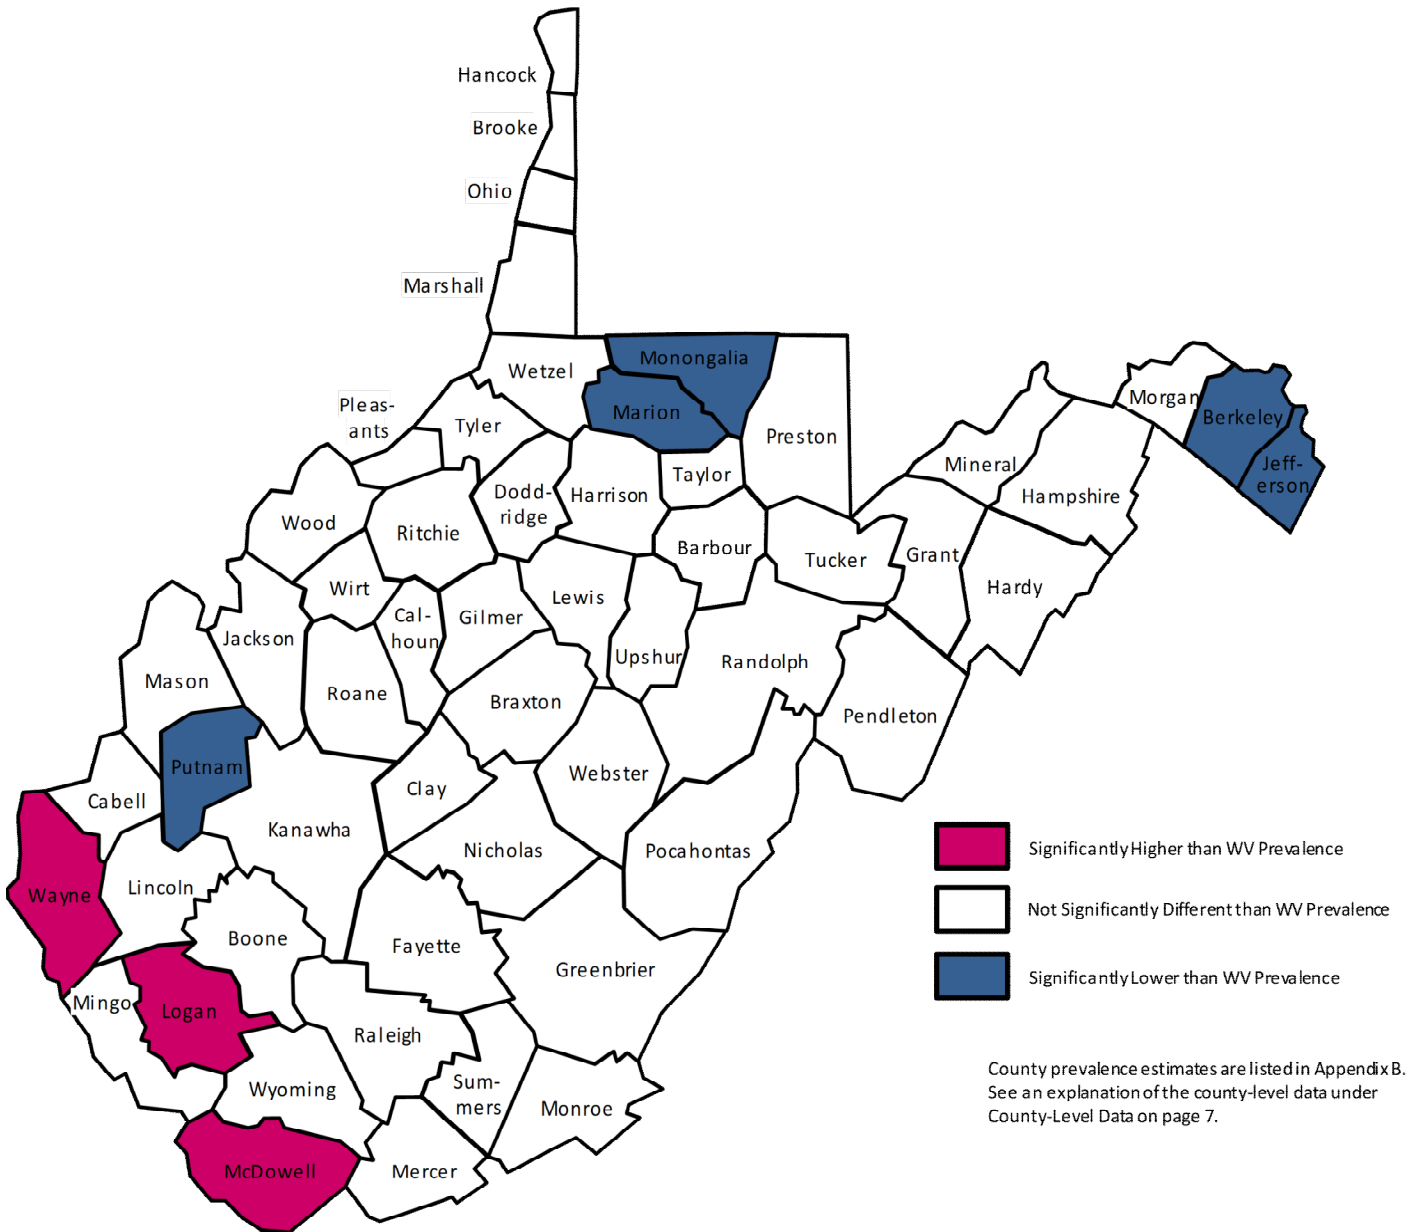 Hancock
Brooke
Ohio
Marshall
Wetzel
Monongalia
Marion
Preston
Pleas-
ants
Tyler
Morgan
Berkeley
Jeff-
erson
Mineral
Hampshire
Wood
Ritchie
Dodd-
ridge
Harrison
Taylor
Barbour
Tucker
Grant
Hardy
Wirt
Cal-
houn
Gilmer
Lewis
Upshur
Randolph
Jackson
Mason
Roane
Braxton
Pendleton
Putnam
Cabell
Kanawha
Clay
Webster
Nicholas
Pocahontas
Wayne
Lincoln
Boone
Fayette
Greenbrier
Mingo
Logan
Raleigh
Wyoming
Sum-
mers
Monroe
McDowell
Mercer
Significantly Higher than WV Prevalence
Not Significantly Different than WV Prevalence
Significantly Lower than WV Prevalence
County prevalence estimates are listed in Appendix B.
See an explanation of the county-level data under
County-Level Data on page 7.